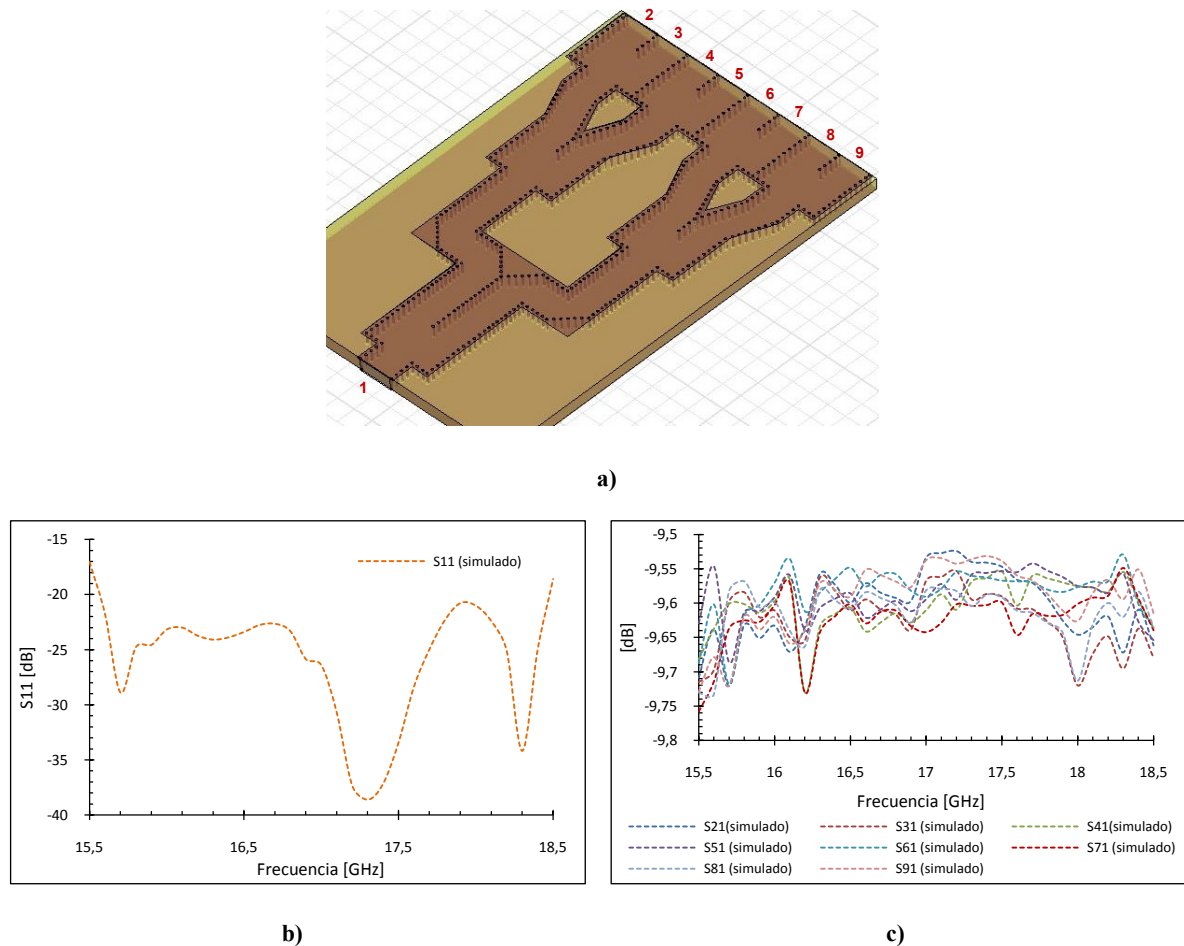 2
3
4
5
6
7
8
9
1
a)
-15
-20
-25
-30
-35
-40
S11 [dB]
S11 (simulado)
15,5
16,5
17,5
18,5
Frecuencia [GHz]
b)
-9,5
-9,55
-9,6
-9,65
-9,7
-9,75
-9,8
[dB]
15,5
16
16,5
17
17,5
18
18,5
Frecuencia [GHz]
S21(simulado)
S31 (simulado)
S41(simulado)
S51 (simulado)
S61 (simulado)
S71 (simulado)
S81 (simulado)
S91 (simulado)
c)